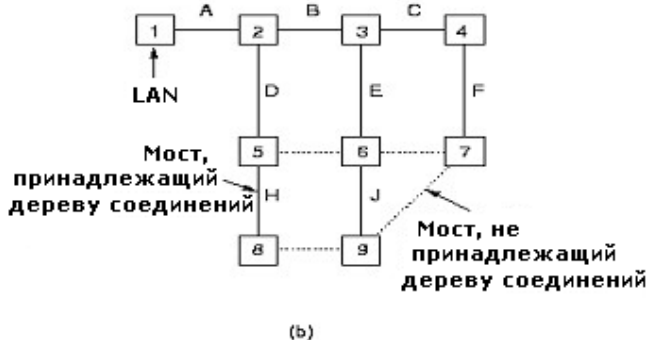 A B C
1 2 3 4
LAN
D E F
5 6 7
Мост,
принадлежащий
дереву соединений
H J
Мост, не
принадлежащий
дереву соединений
8 9
(b)